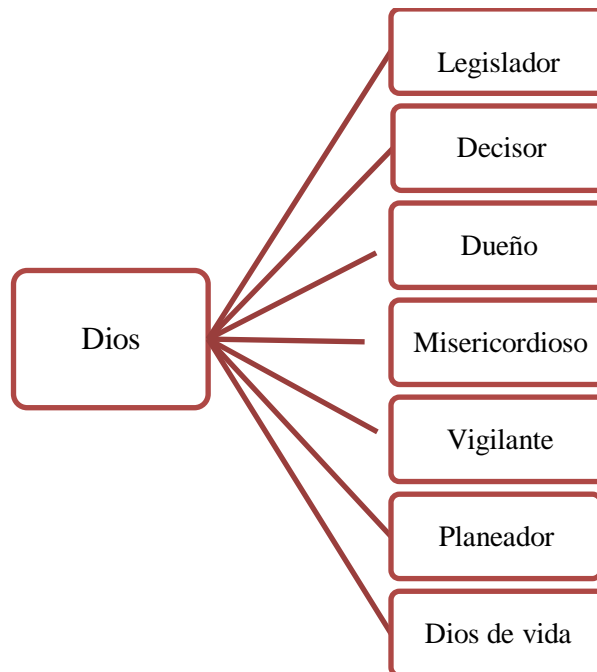 Legislador
Decisor
Dueño
Dios
Misericordioso
Vigilante
Planeador
Dios de vida